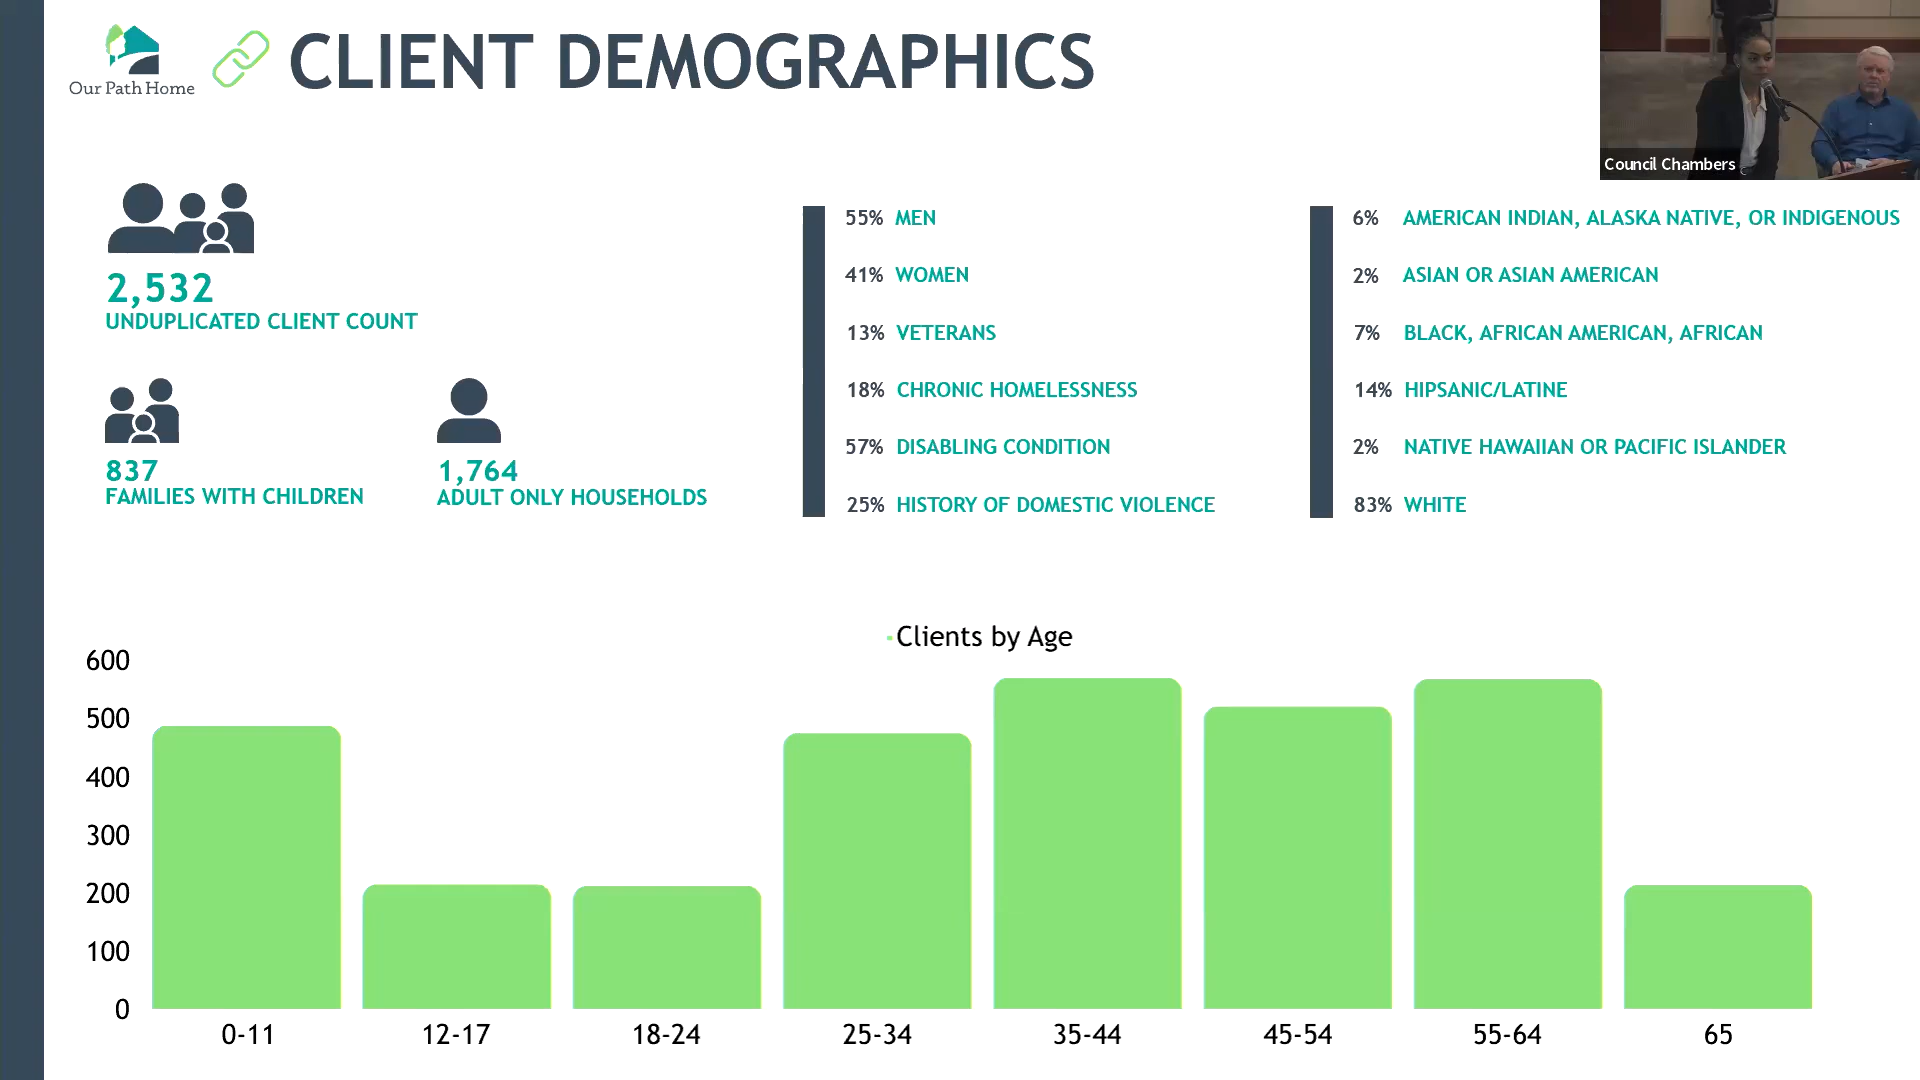 Our Path Home
CLIENT DEMOGRAPHICS
Council Chambers
2,532
UNDUPLICATED CLIENT COUNT
837
FAMILIES WITH CHILDREN
1,764
ADULT ONLY HOUSEHOLDS
55% MEN
41% WOMEN
13% VETERANS
18% CHRONIC HOMELESSNESS
57% DISABLING CONDITION
25% HISTORY OF DOMESTIC VIOLENCE
6% AMERICAN INDIAN, ALASKA NATIVE, OR INDIGENOUS
2% ASIAN OR ASIAN AMERICAN
7% BLACK, AFRICAN AMERICAN, AFRICAN
14% HIPSANIC/LATINE
2% NATIVE HAWAIIAN OR PACIFIC ISLANDER
83% WHITE
Clients by Age
600
500
400
300
200
100
0
0-11 12-17 18-24 25-34 35-44 45-54 55-64 65